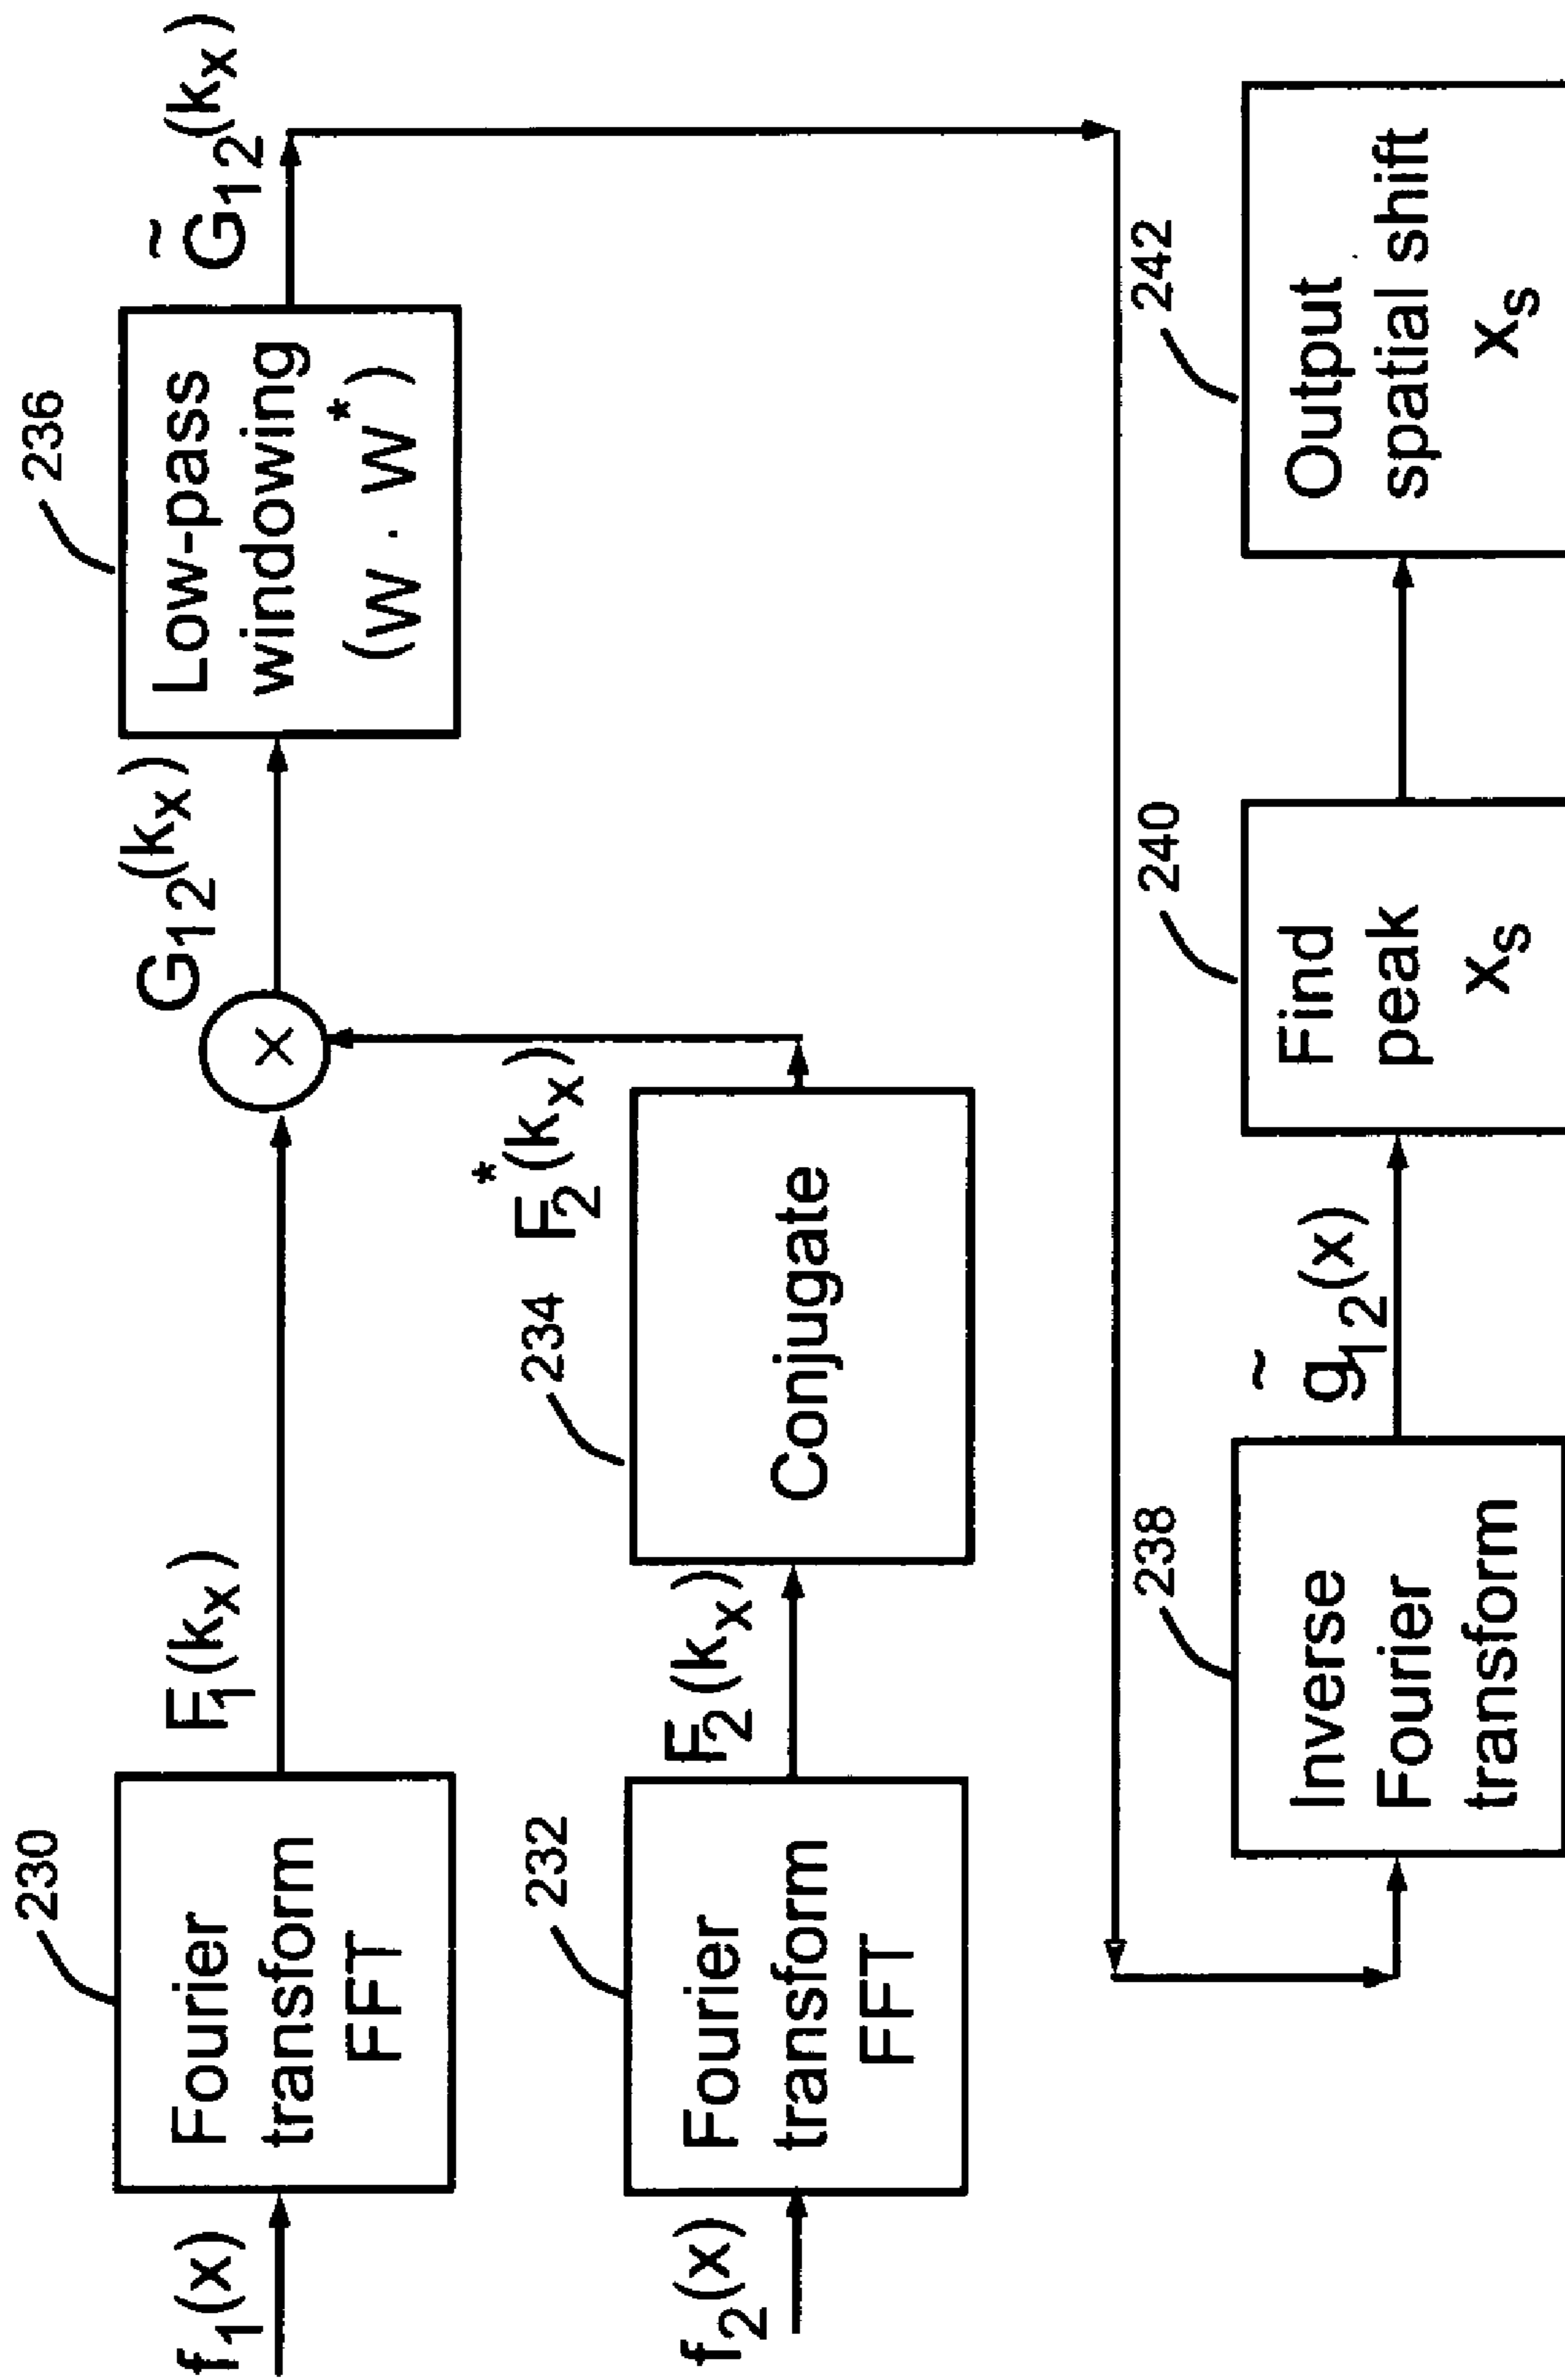 f1(x)
230
Fourier
transform
FFT
F1(kx)
G12(kx)
236
Low-pass
windowing
(W · W*)
G̃12(kx)
×
f2(x)
232
Fourier
transform
FFT
F2(kx)
234
Conjugate
F2*(kx)
238
Inverse
Fourier
transform
g̃12(x)
240
Find
peak
xs
242
Output
spatial shift
xs